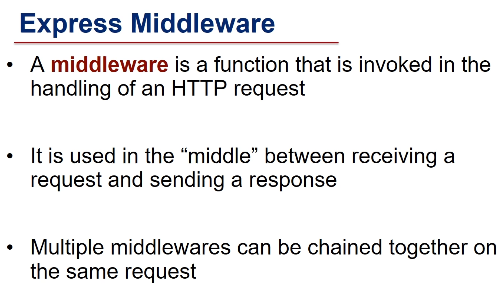 Express Middleware
• A middleware is a function that is invoked in the
handling of an HTTP request
• It is used in the “middle” between receiving a
request and sending a response
• Multiple middlewares can be chained together on
the same request